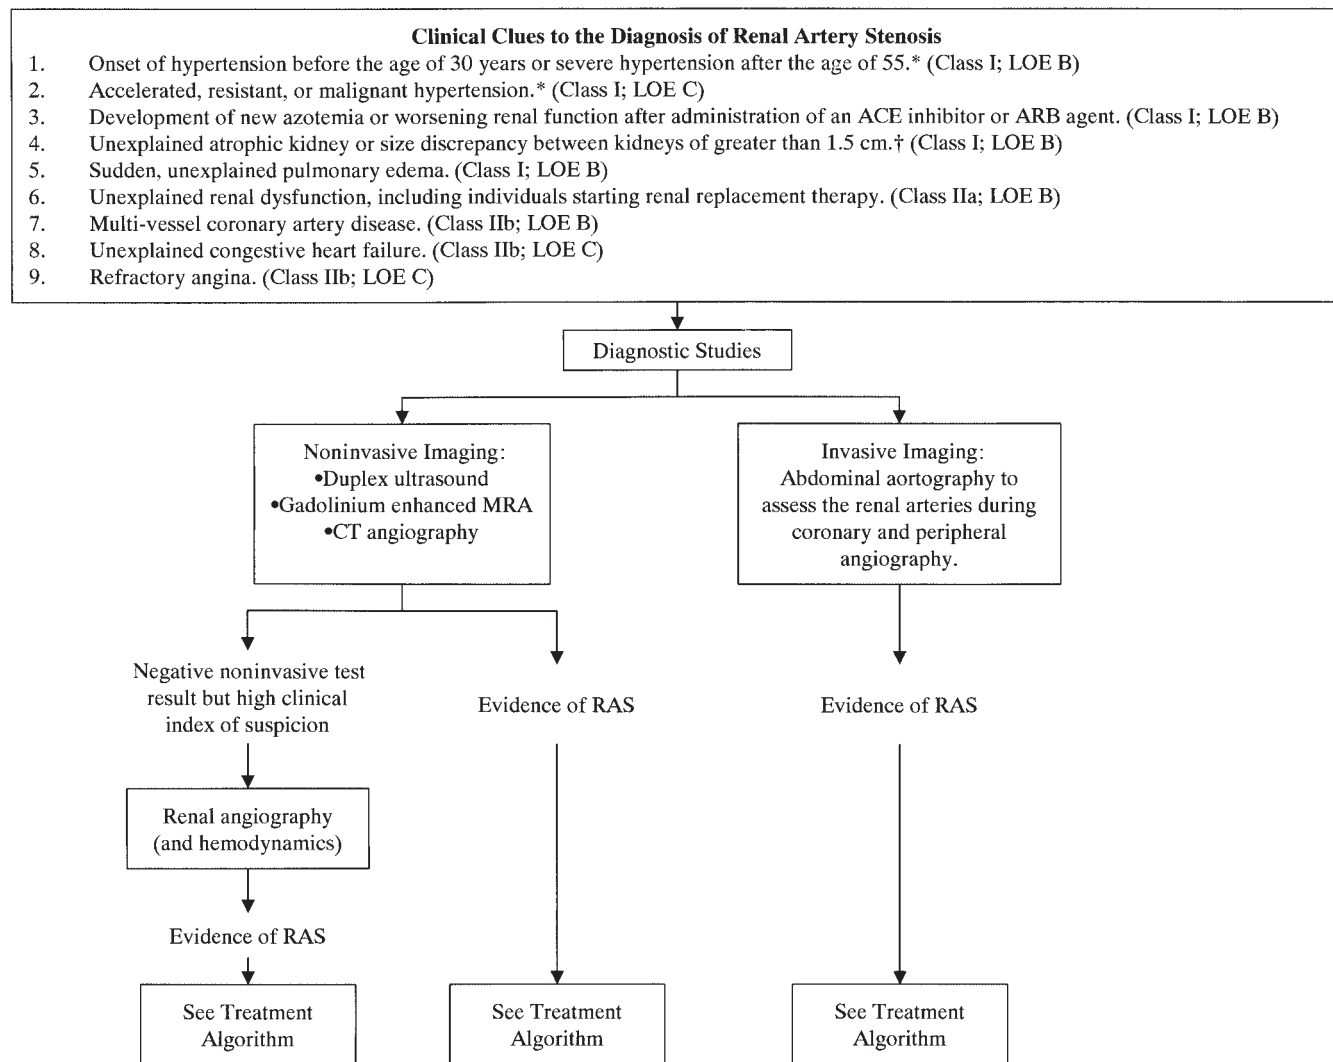 Clinical Clues to the Diagnosis of Renal Artery Stenosis
1. Onset of hypertension before the age of 30 years or severe hypertension after the age of 55.* (Class I; LOE B)
2. Accelerated, resistant, or malignant hypertension.* (Class I; LOE C)
3. Development of new azotemia or worsening renal function after administration of an ACE inhibitor or ARB agent. (Class I; LOE B)
4. Unexplained atrophic kidney or size discrepancy between kidneys of greater than 1.5 cm.† (Class I; LOE B)
5. Sudden, unexplained pulmonary edema. (Class I; LOE B)
6. Unexplained renal dysfunction, including individuals starting renal replacement therapy. (Class IIa; LOE B)
7. Multi-vessel coronary artery disease. (Class IIb; LOE B)
8. Unexplained congestive heart failure. (Class IIb; LOE C)
9. Refractory angina. (Class IIb; LOE C)
Diagnostic Studies
Noninvasive Imaging:
•Duplex ultrasound
•Gadolinium enhanced MRA
•CT angiography
Invasive Imaging:
Abdominal aortography to
assess the renal arteries during
coronary and peripheral
angiography.
Negative noninvasive test
result but high clinical
index of suspicion
Evidence of RAS
Evidence of RAS
Renal angiography
(and hemodynamics)
Evidence of RAS
See Treatment
Algorithm
See Treatment
Algorithm
See Treatment
Algorithm